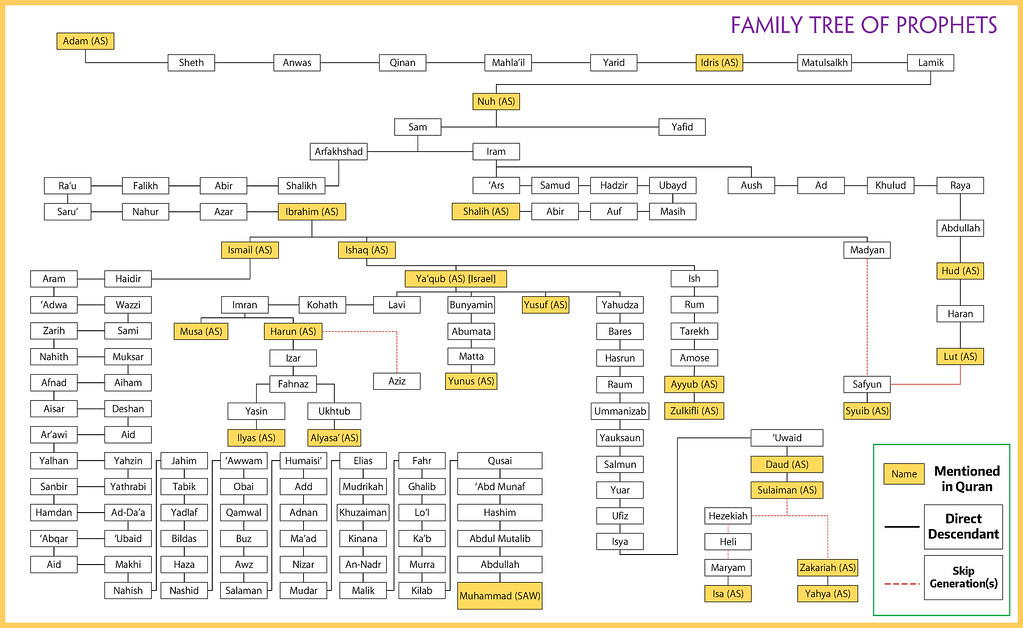 FAMILY TREE OF PROPHETS
Adam (AS)
Sheth Anwas Qinan Mahla'il Yarid Idris (AS) Matulsalkh Lamik
Nuh (AS)
Sam Yafid
Arfakhshad Iram
Ra'u Falikh Abir Shalikh 'Ars Samud Hadzir Ubayd Aush Ad Khulud Raya
Saru' Nahur Azar Ibrahim (AS) Shalih (AS) Abir Auf Masih
Abdullah
Ismail (AS) Ishaq (AS) Madyan
Hud (AS)
Aram Haidir Ya'qub (AS) [Israel] Ish
'Adwa Wazzi Imran Kohath Lavi Bunyamin Yusuf (AS) Yahudza Rum
Haran
Zarih Sami Musa (AS) Harun (AS) Abumata Bares Tarekh
Nahith Muksar Izar Matta Hasrun Amose Lut (AS)
Afnad Aiham Fahnaz Aziz Yunus (AS) Raum Ayyub (AS) Safyun
Aisar Deshan Yasin Ukhtub Ummanizab Zulkifli (AS) Syuib (AS)
Ar'awi Aid Ilyas (AS) Alyasa' (AS) Yauksaun 'Uwaid
Yalhan Yahzin Jahim 'Awwam Humaisi' Elias Fahr Qusai Salmun Daud (AS)
Sanbir Yathrabi Tabik Obai Add Mudrikah Ghalib 'Abd Munaf Yuar Sulaiman (AS)
Hamdan Ad-Da'a Yadlaf Qamwal Adnan Khuzaiman Lo'I Hashim Ufiz Hezekiah
'Abqar 'Ubaid Bildas Buz Ma'ad Kinana Ka'b Abdul Mutalib Isya Heli
Aid Makhi Haza Awz Nizar An-Nadr Murra Abdullah Maryam Zakariah (AS)
Nahish Nashid Salaman Mudar Malik Kilab Muhammad (SAW) Isa (AS) Yahya (AS)
Name
Mentioned
in Quran
Direct
Descendant
Skip
Generation(s)